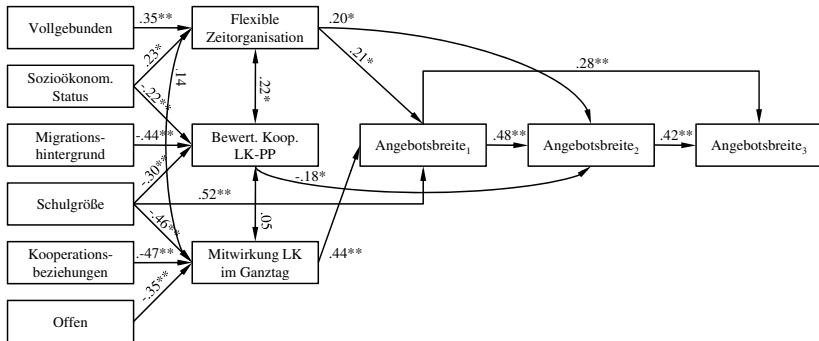 Vollgebunden
.35**
Flexible
Zeitorganisation
.20*
.23*
.14
.21*
.28**
Sozioökonom.
Status
-.22**
.22*
Migrations-
hintergrund
-.44**
Bewert. Koop.
LK-PP
Angebotsbreite1
.48**
Angebotsbreite2
.42**
Angebotsbreite3
-.30**
-.18*
Schulgröße
.52**
-.46**
.05
Kooperations-
beziehungen
.-47**
Mitwirkung LK
im Ganztag
.44**
-.35**
Offen